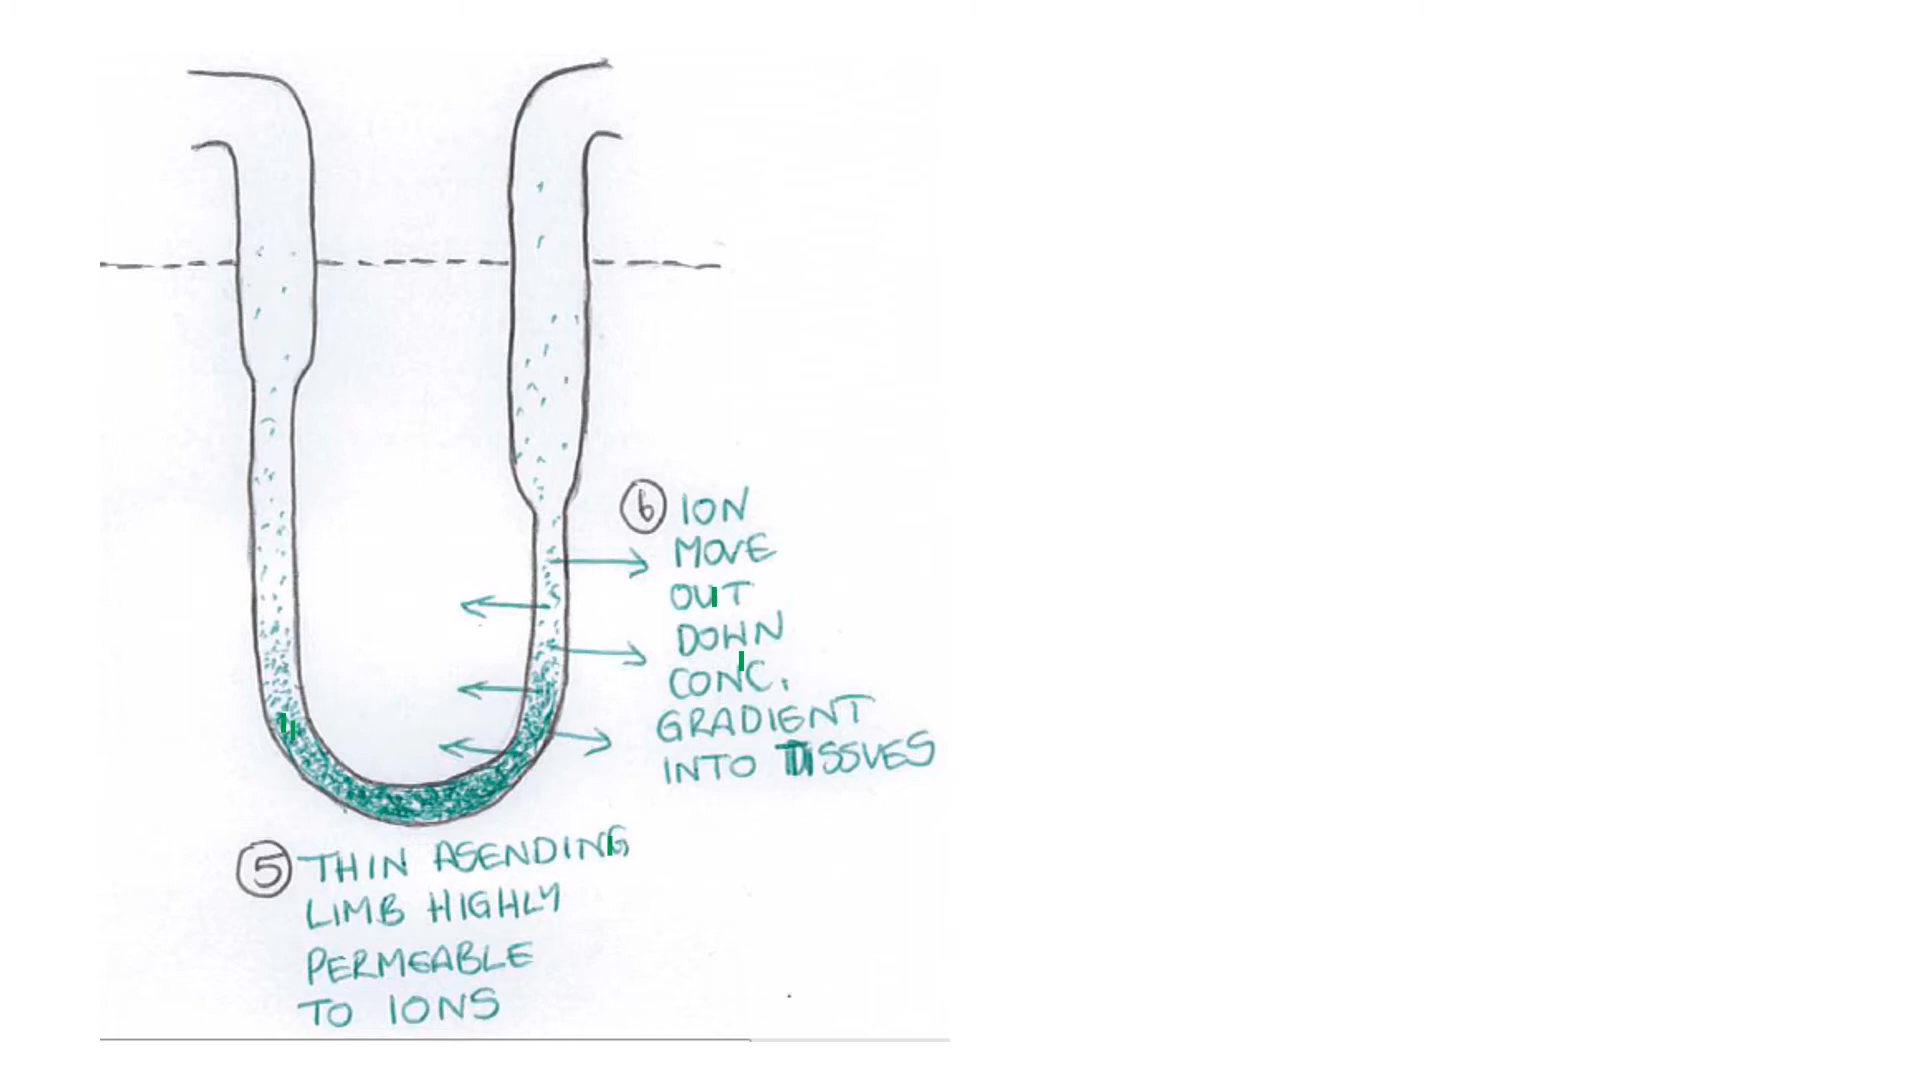 ⑥ ION
MOVE
OUT
DOWN
CONC.
GRADIENT
INTO TISSUES
⑤ THIN ASENDING
LIMB HIGHLY
PERMEABLE
TO IONS